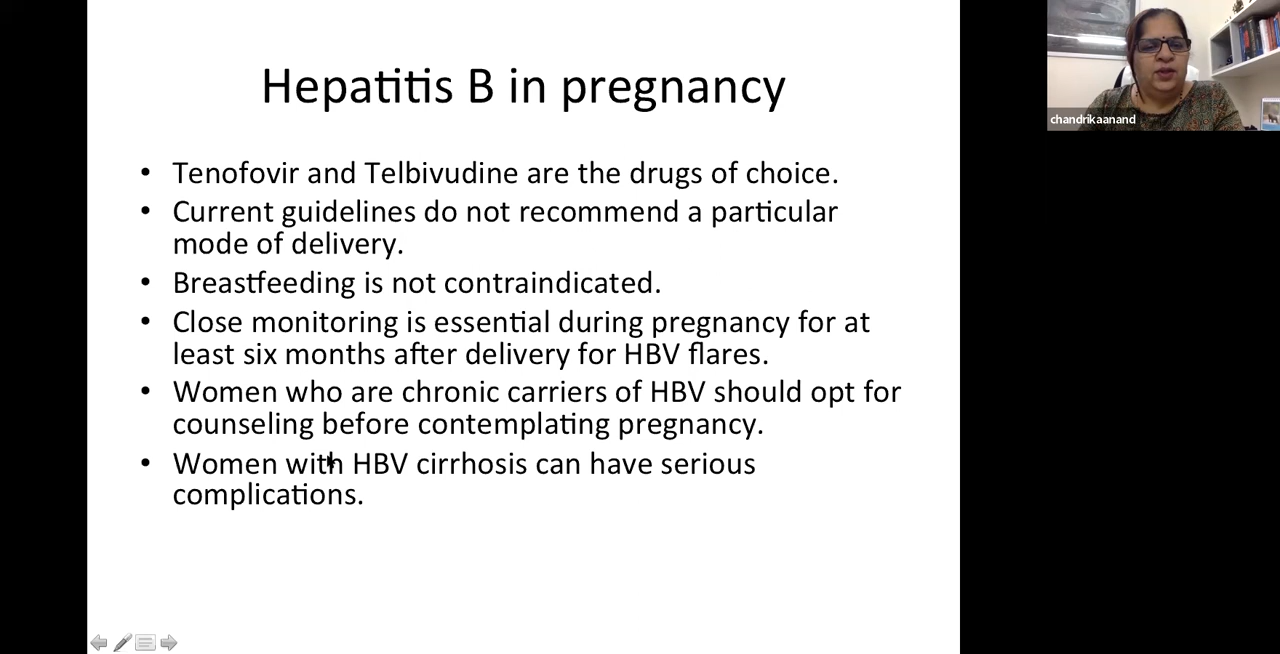 Hepatitis B in pregnancy
• Tenofovir and Telbivudine are the drugs of choice.
• Current guidelines do not recommend a particular
mode of delivery.
• Breastfeeding is not contraindicated.
• Close monitoring is essential during pregnancy for at
least six months after delivery for HBV flares.
• Women who are chronic carriers of HBV should opt for
counseling before contemplating pregnancy.
• Women with HBV cirrhosis can have serious
complications.
chandrikaanand